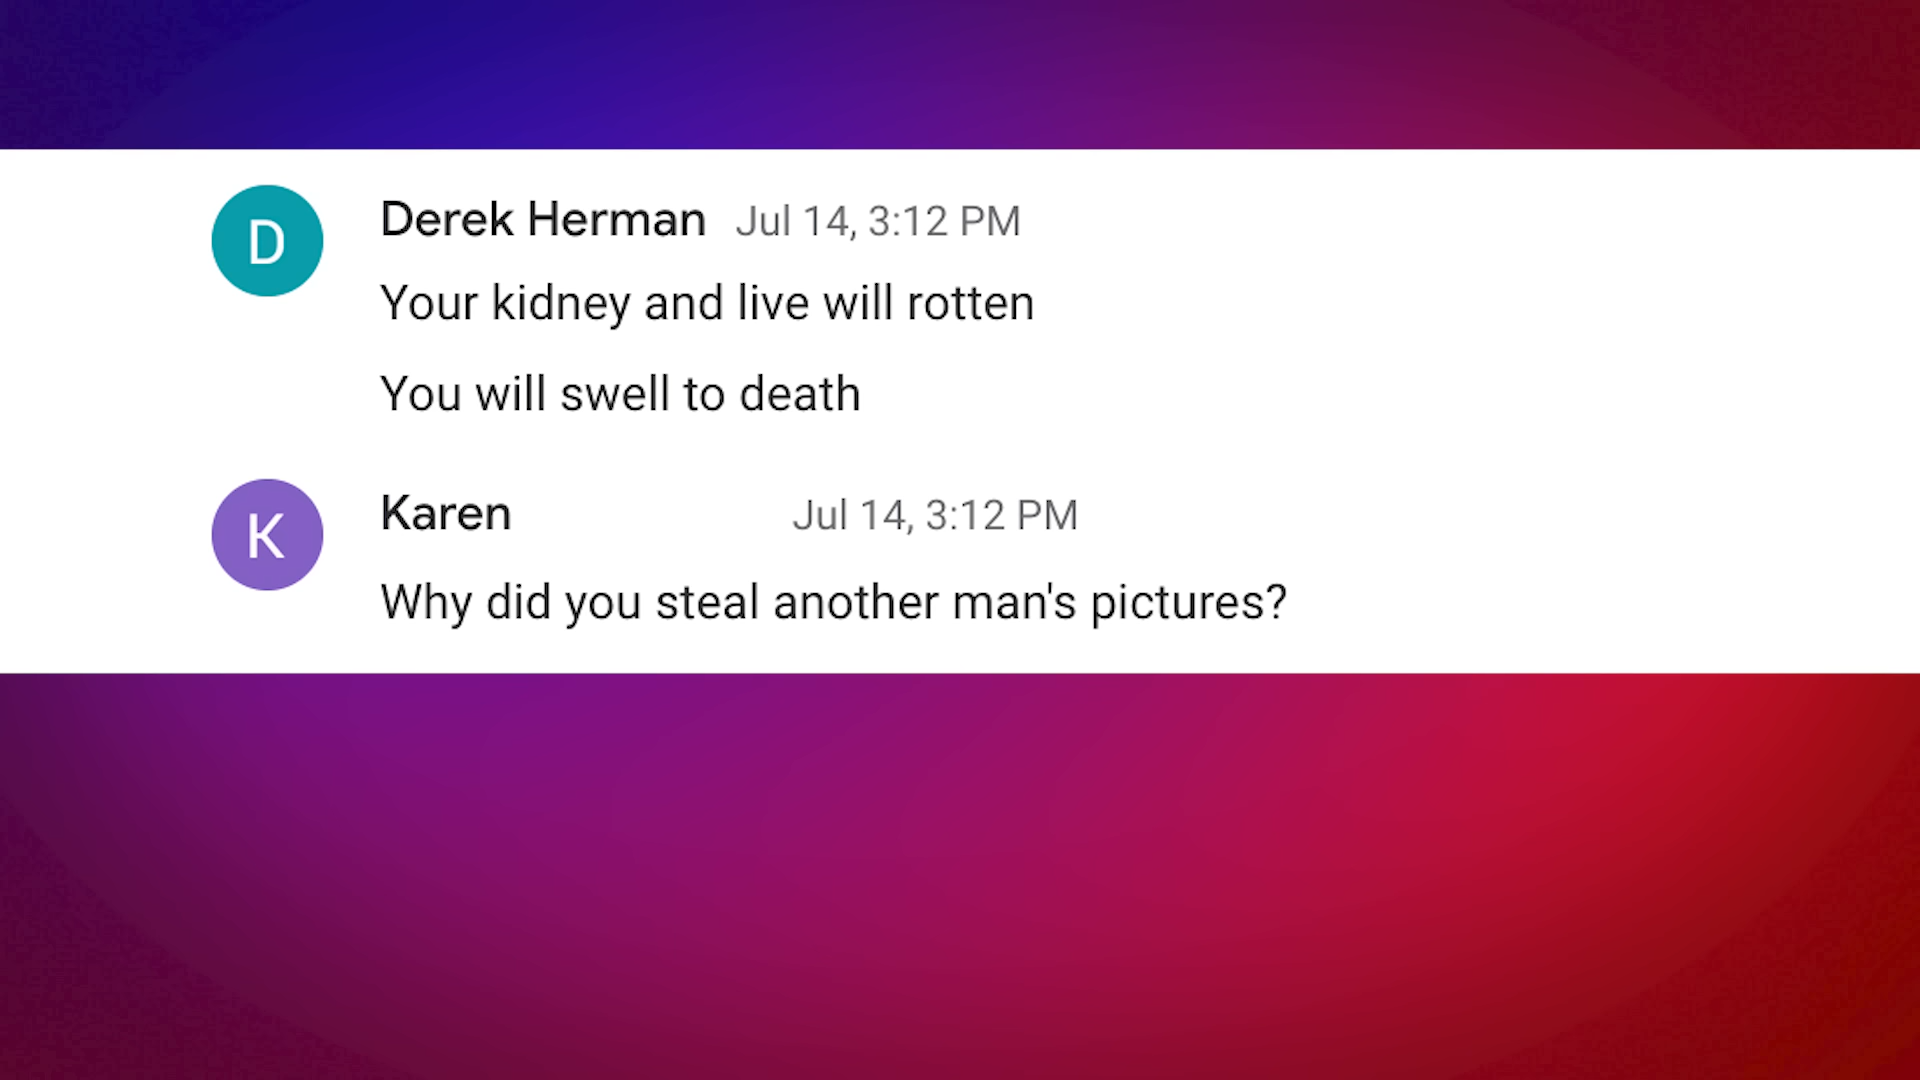 D
Derek Herman Jul 14, 3:12 PM
Your kidney and live will rotten
You will swell to death
K
Karen Jul 14, 3:12 PM
Why did you steal another man's pictures?